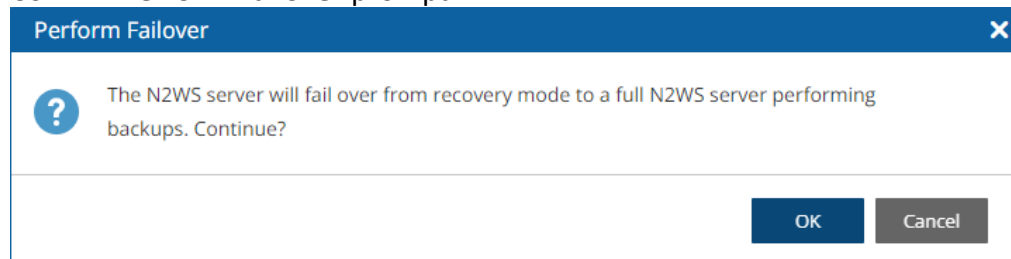 Perform Failover
The N2WS server will fail over from recovery mode to a full N2WS server performing
backups. Continue?
OK Cancel